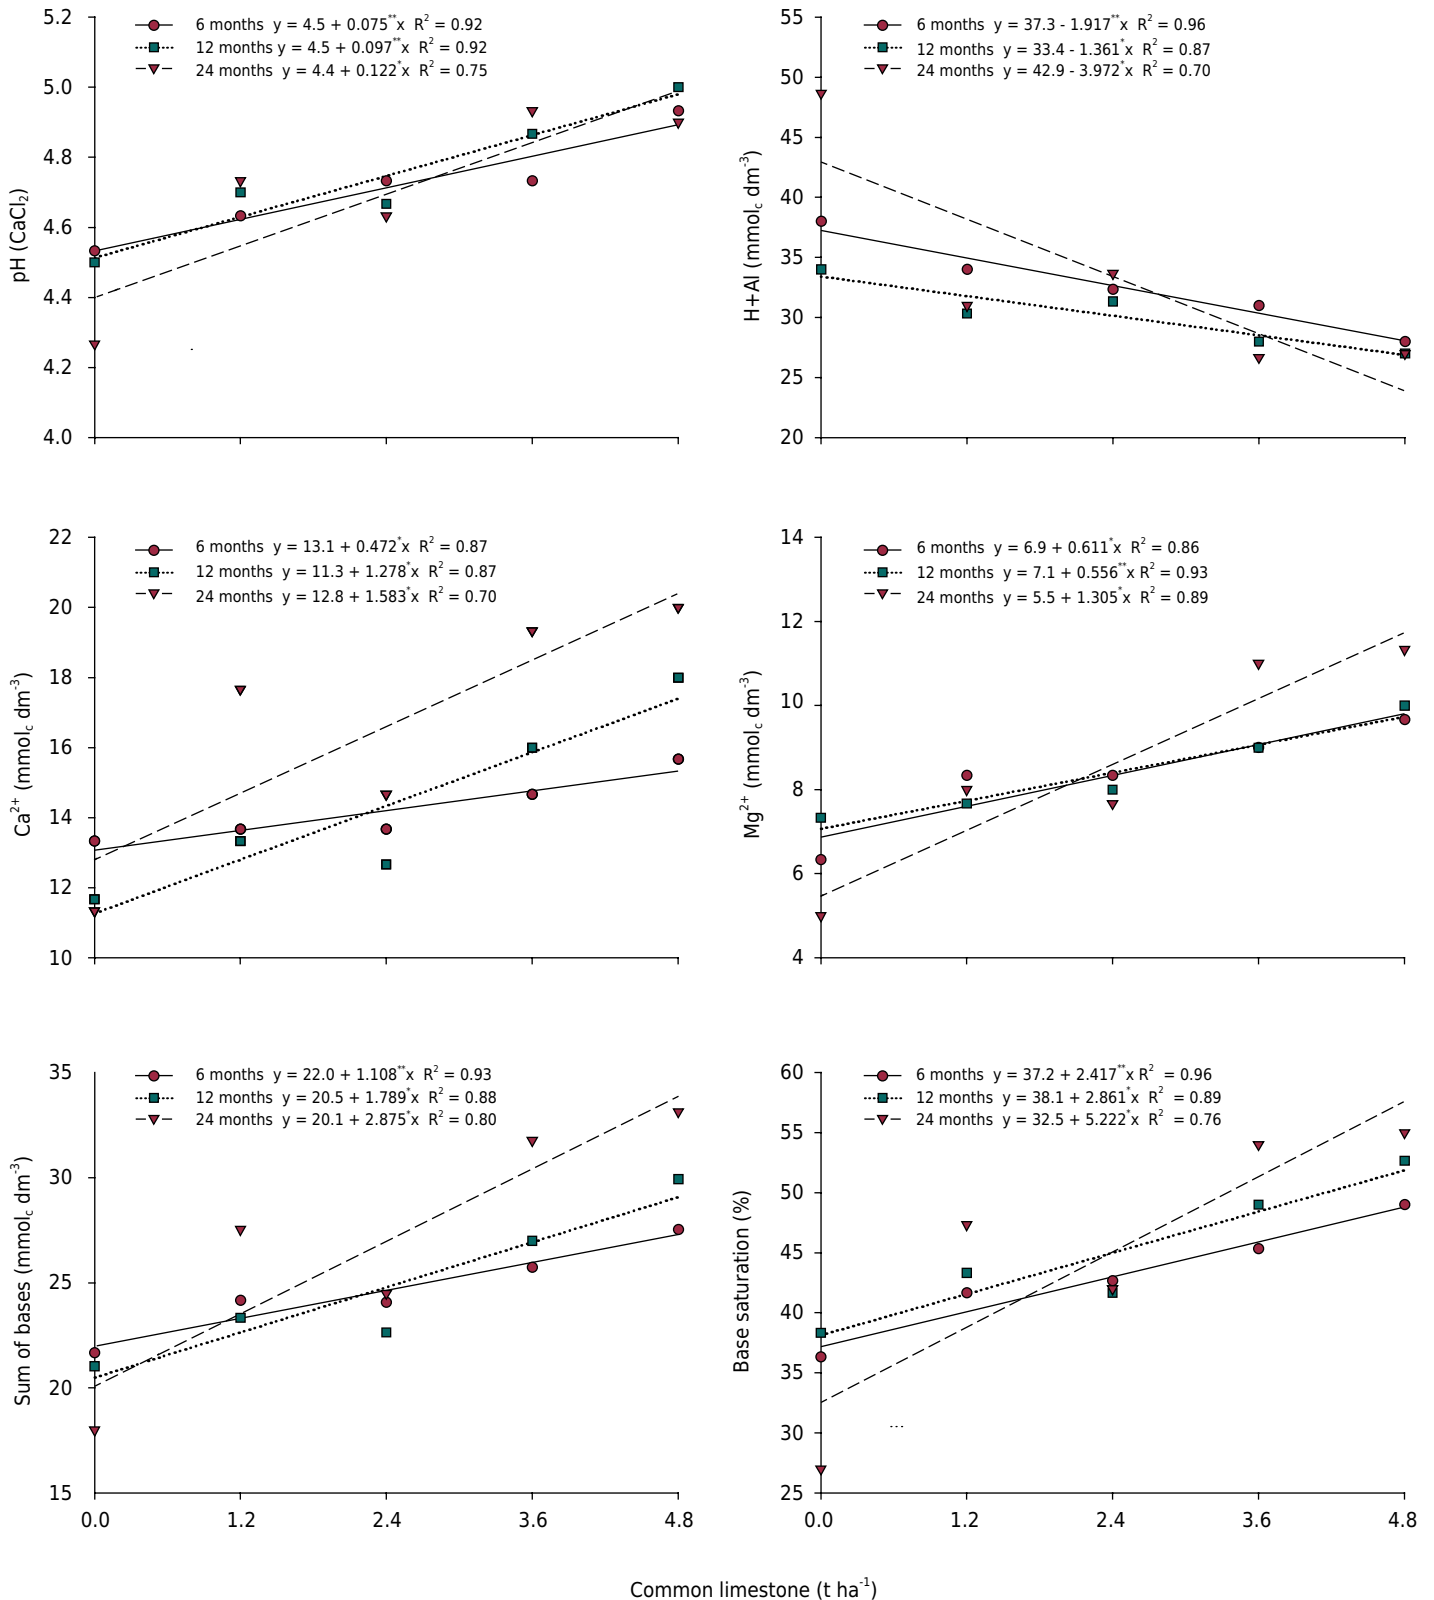 6 months y = 4.5 + 0.075**x R2 = 0.92
12 months y = 4.5 + 0.097**x R2 = 0.92
24 months y = 4.4 + 0.122*x R2 = 0.75
5.2
5.0
4.8
4.6
4.4
4.2
4.0
pH (CaCl2)
6 months y = 37.3 - 1.917**x R2 = 0.96
12 months y = 33.4 - 1.361*x R2 = 0.87
24 months y = 42.9 - 3.972*x R2 = 0.70
55
50
45
40
35
30
25
20
H+Al (mmolc dm-3)
6 months y = 13.1 + 0.472*x R2 = 0.87
12 months y = 11.3 + 1.278*x R2 = 0.87
24 months y = 12.8 + 1.583*x R2 = 0.70
22
20
18
16
14
12
10
Ca2+ (mmolc dm-3)
6 months y = 6.9 + 0.611*x R2 = 0.86
12 months y = 7.1 + 0.556**x R2 = 0.93
24 months y = 5.5 + 1.305*x R2 = 0.89
14
12
10
8
6
4
Mg2+ (mmolc dm-3)
6 months y = 22.0 + 1.108**x R2 = 0.93
12 months y = 20.5 + 1.789*x R2 = 0.88
24 months y = 20.1 + 2.875*x R2 = 0.80
35
30
25
20
15
Sum of bases (mmolc dm-3)
0.0 1.2 2.4 3.6 4.8
6 months y = 37.2 + 2.417**x R2 = 0.96
12 months y = 38.1 + 2.861*x R2 = 0.89
24 months y = 32.5 + 5.222*x R2 = 0.76
60
55
50
45
40
35
30
25
Base saturation (%)
0.0 1.2 2.4 3.6 4.8
Common limestone (t ha-1)